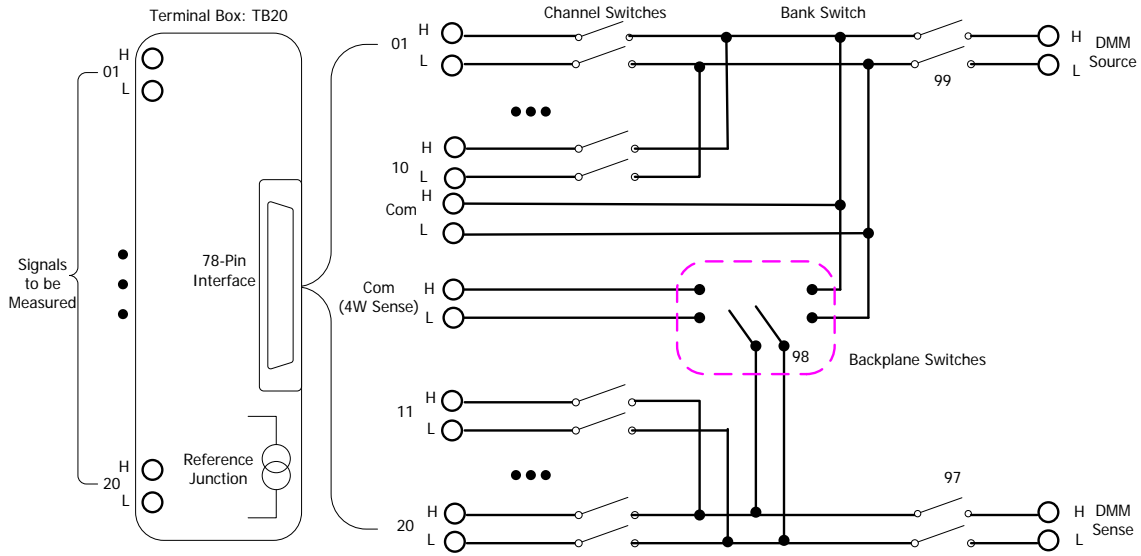 Terminal Box: TB20
H
01
L
Signals
to be
Measured
78-Pin
Interface
Reference
Junction
H
20
L
Channel Switches
Bank Switch
H
01
L
H
10
L
H
Com
L
Com
(4W Sense)
H
L
H
11
L
H
20
L
99
H
L
DMM
Source
98
Backplane Switches
97
H
L
DMM
Sense